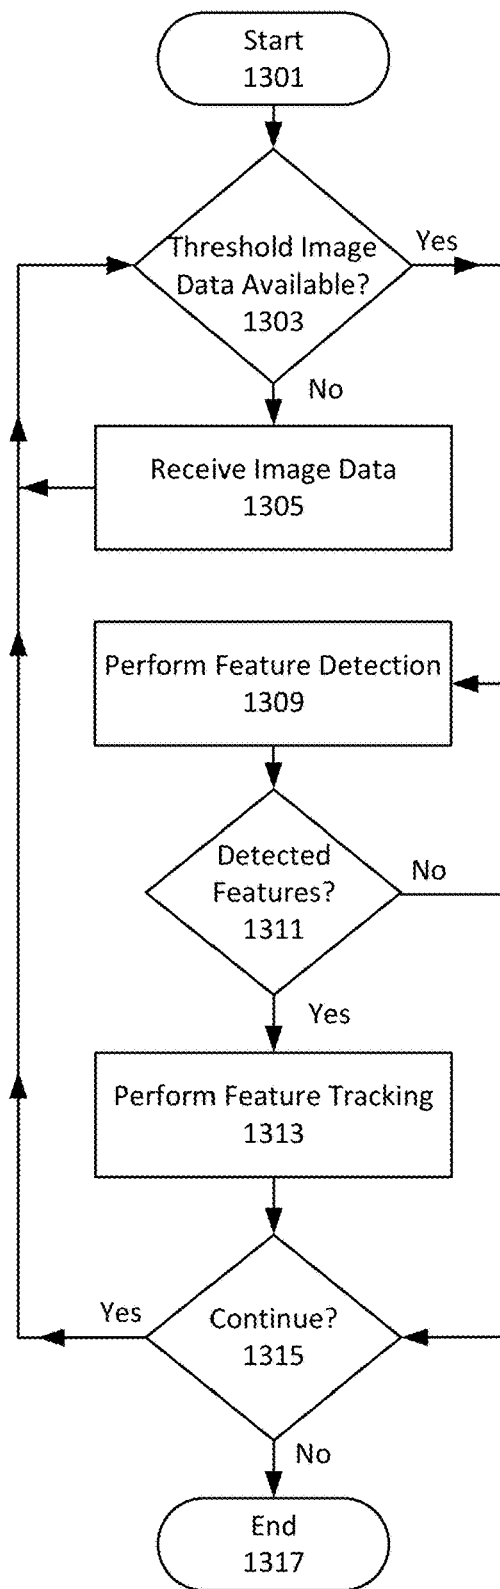 Start
1301
Threshold Image
Data Available?
1303
Yes
No
Receive Image Data
1305
Perform Feature Detection
1309
Detected
Features?
1311
No
Yes
Perform Feature Tracking
1313
Yes
Continue?
1315
No
End
1317